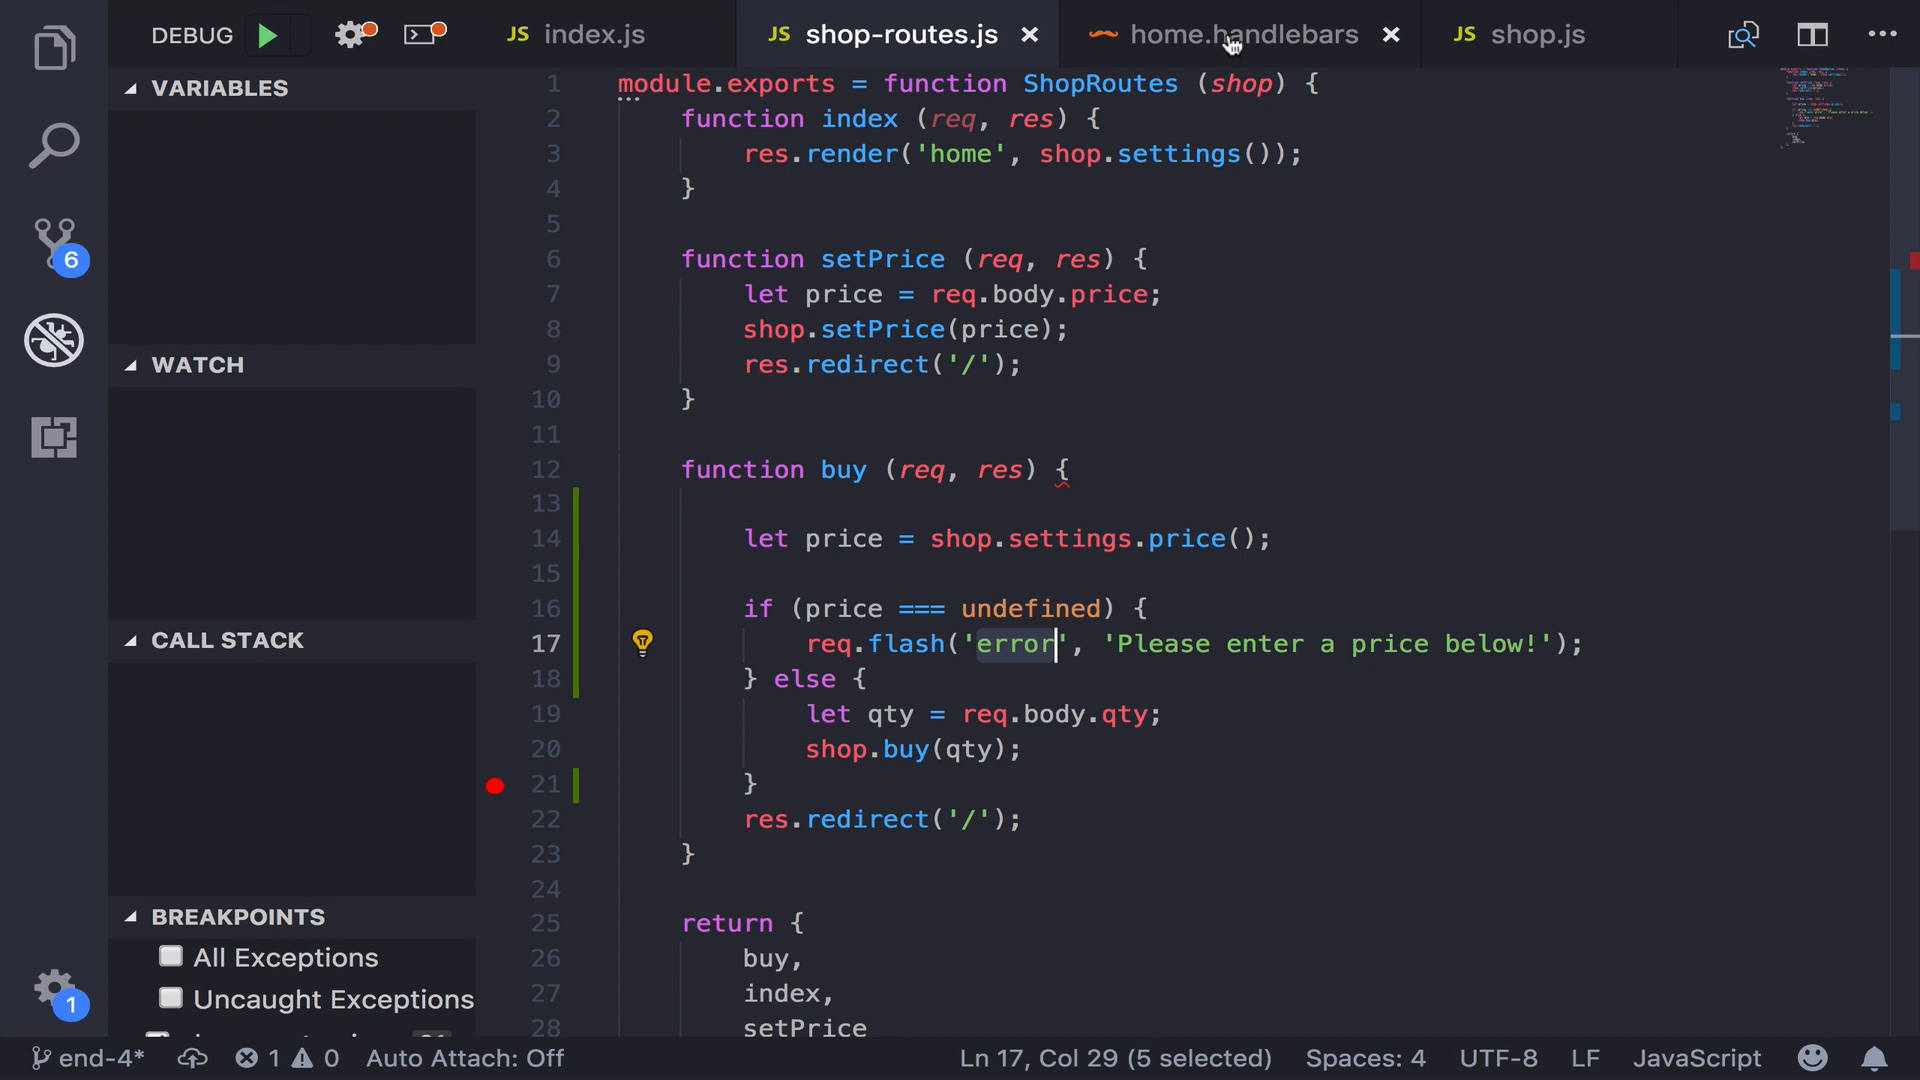 DEBUG
JS index.js
JS shop-routes.js
home.handlebars
JS shop.js
VARIABLES
WATCH
CALL STACK
BREAKPOINTS
All Exceptions
Uncaught Exceptions
6
1
1 module.exports = function ShopRoutes (shop) {
2 function index (req, res) {
3 res.render('home', shop.settings());
4 }
5
6 function setPrice (req, res) {
7 let price = req.body.price;
8 shop.setPrice(price);
9 res.redirect('/');
10 }
11
12 function buy (req, res) {
13
14 let price = shop.settings.price();
15
16 if (price === undefined) {
17 req.flash('error', 'Please enter a price below!');
18 } else {
19 let qty = req.body.qty;
20 shop.buy(qty);
21 }
22 res.redirect('/');
23 }
24
25 return {
26 buy,
27 index,
28 setPrice
end-4* 1 0 Auto Attach: Off Ln 17, Col 29 (5 selected) Spaces: 4 UTF-8 LF JavaScript